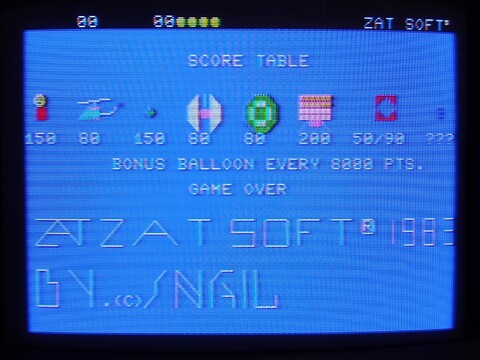 00 00 ZAT SOFT®
SCORE TABLE
150 80 150 80 80 200 50/90 ???
BONUS BALLOON EVERY 8000 PTS.
GAME OVER
ZAT SOFT® 1983
BY.(C)SNAIL